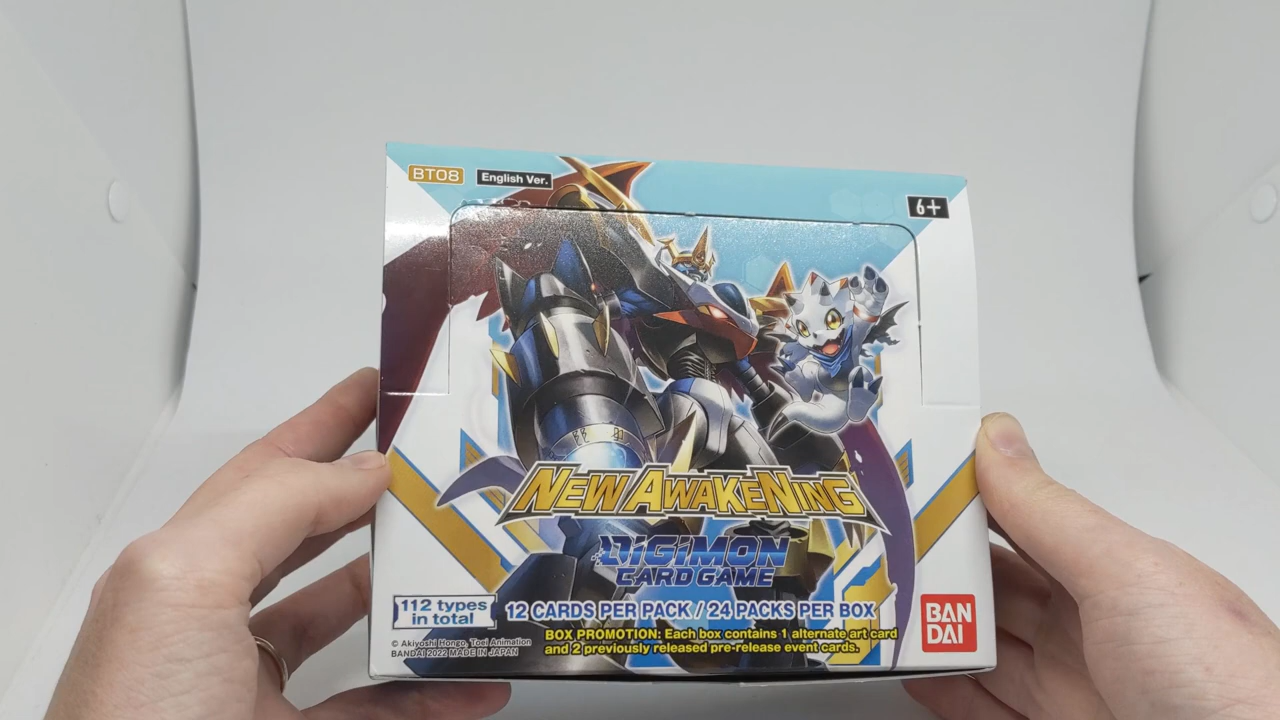 BT08
English Ver.
6+
NEW AWAKENING
DIGIMON
CARD GAME
112 types
in total
12 CARDS PER PACK / 24 PACKS PER BOX
BOX PROMOTION: Each box contains 1 alternate art card
and 2 previously released pre-release event cards.
© Akiyoshi Hongo, Toei Animation
BANDAI 2022 MADE IN JAPAN
BAN
DAI